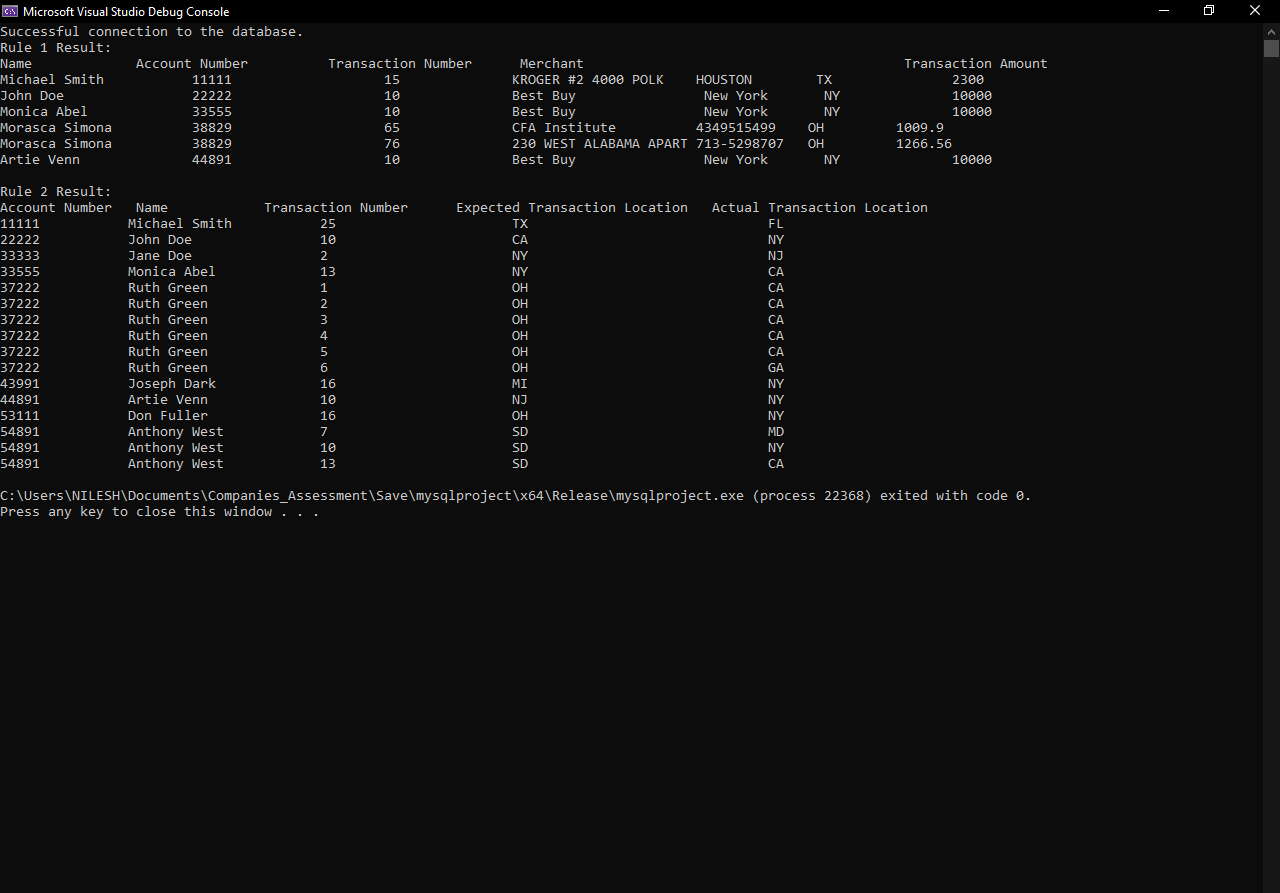 Microsoft Visual Studio Debug Console
Successful connection to the database.
Rule 1 Result:
Name Account Number Transaction Number Merchant Transaction Amount
Michael Smith 11111 15 KROGER #2 4000 POLK HOUSTON TX 2300
John Doe 22222 10 Best Buy New York NY 10000
Monica Abel 33555 10 Best Buy New York NY 10000
Morasca Simona 38829 65 CFA Institute 4349515499 OH 1009.9
Morasca Simona 38829 76 230 WEST ALABAMA APART 713-5298707 OH 1266.56
Artie Venn 44891 10 Best Buy New York NY 10000
Rule 2 Result:
Account Number Name Transaction Number Expected Transaction Location Actual Transaction Location
11111 Michael Smith 25 TX FL
22222 John Doe 10 CA NY
33333 Jane Doe 2 NY NJ
33555 Monica Abel 13 NY CA
37222 Ruth Green 1 OH CA
37222 Ruth Green 2 OH CA
37222 Ruth Green 3 OH CA
37222 Ruth Green 4 OH CA
37222 Ruth Green 5 OH CA
37222 Ruth Green 6 OH GA
43991 Joseph Dark 16 MI NY
44891 Artie Venn 10 NJ NY
53111 Don Fuller 16 OH NY
54891 Anthony West 7 SD MD
54891 Anthony West 10 SD NY
54891 Anthony West 13 SD CA
C:\Users\NILESH\Documents\Companies_Assessment\Save\mysqlproject\x64\Release\mysqlproject.exe (process 22368) exited with code 0.
Press any key to close this window . . .